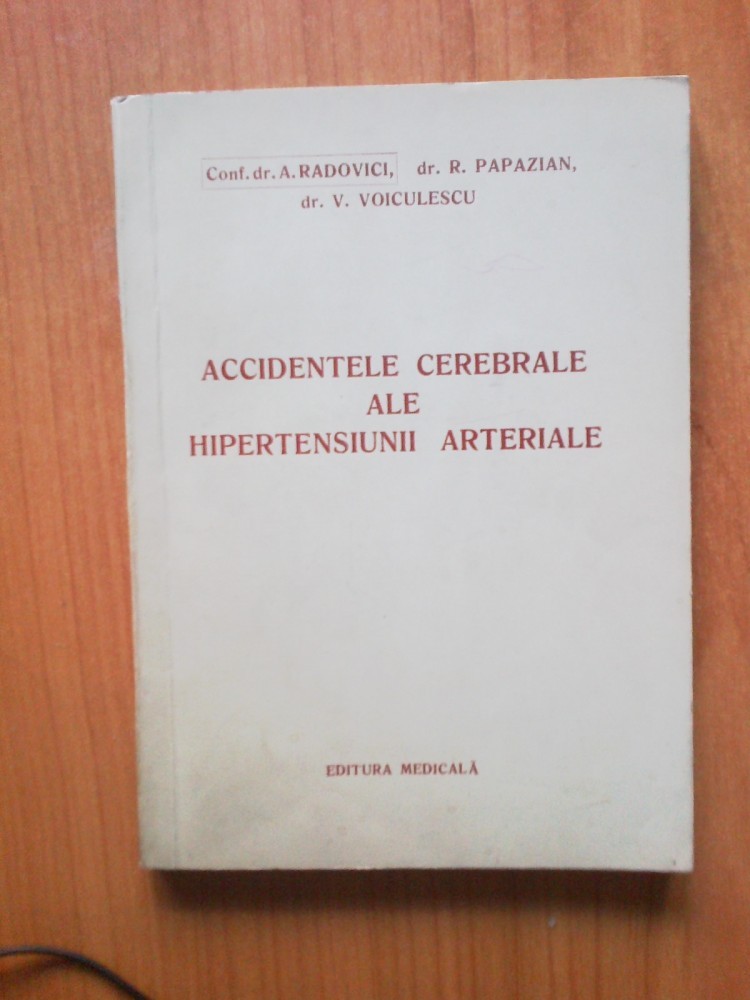 Conf. dr. A. RADOVICI, dr. R. PAPAZIAN,
dr. V. VOICULESCU
ACCIDENTELE CEREBRALE
ALE
HIPERTENSIUNII ARTERIALE
EDITURA MEDICALĂ